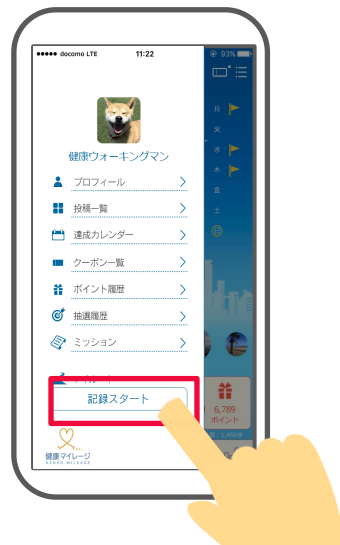 docomo LTE 11:22 93%
健康ウォーキングマン
プロフィール
投稿一覧
達成カレンダー
クーポン一覧
ポイント履歴
抽選履歴
ミッション
記録スタート
健康マイレージ
KENKO MILEAGE
月
火
水
木
金
土
日
6,789
ポイント